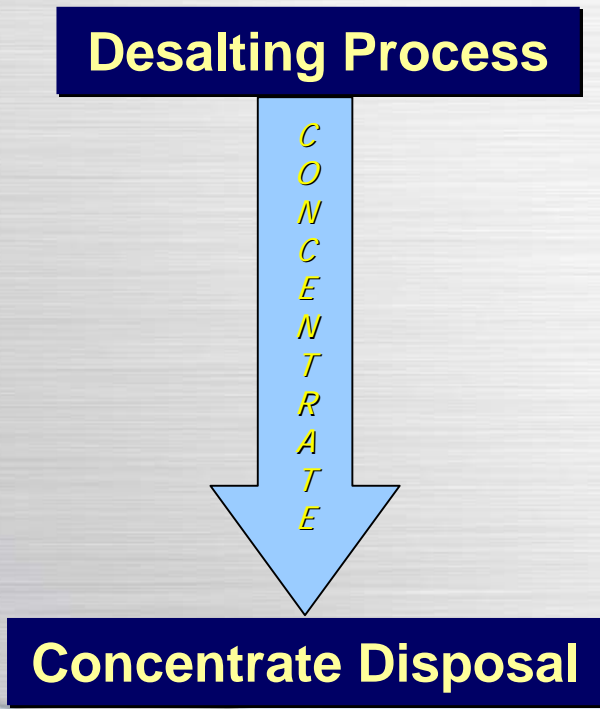 Desalting Process
C
O
N
C
E
N
T
R
A
T
E
Concentrate Disposal